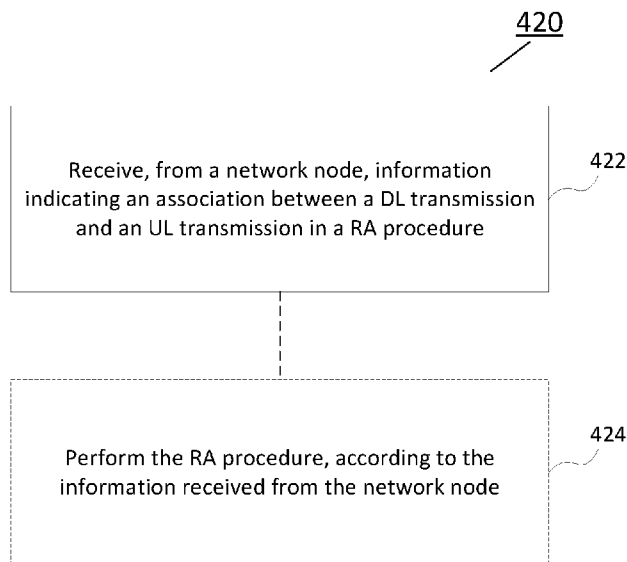 420
Receive, from a network node, information
indicating an association between a DL transmission
and an UL transmission in a RA procedure
422
Perform the RA procedure, according to the
information received from the network node
424